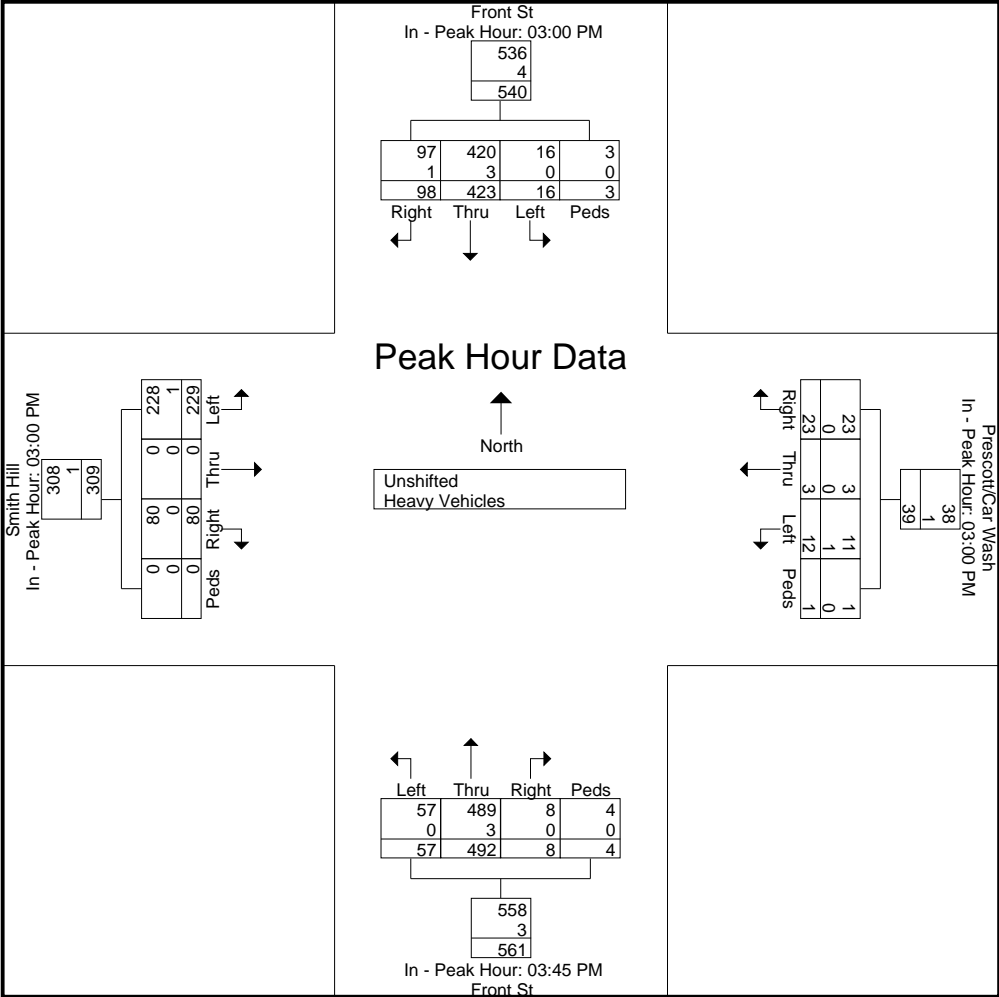 Front St
In - Peak Hour: 03:00 PM
536
4
540
97 420 16 3
1 3 0 0
98 423 16 3
Right Thru Left Peds
Peak Hour Data
North
Unshifted
Heavy Vehicles
Smith Hill
In - Peak Hour: 03:00 PM
308
1
309
228 0 80 0
1 0 0 0
229 0 80 0
Left Thru Right Peds
Prescott/Car Wash
In - Peak Hour: 03:00 PM
38
1
39
23 3 11 1
0 0 1 0
23 3 12 1
Right Thru Left Peds
Left Thru Right Peds
57 489 8 4
0 3 0 0
57 492 8 4
558
3
561
In - Peak Hour: 03:45 PM
Front St